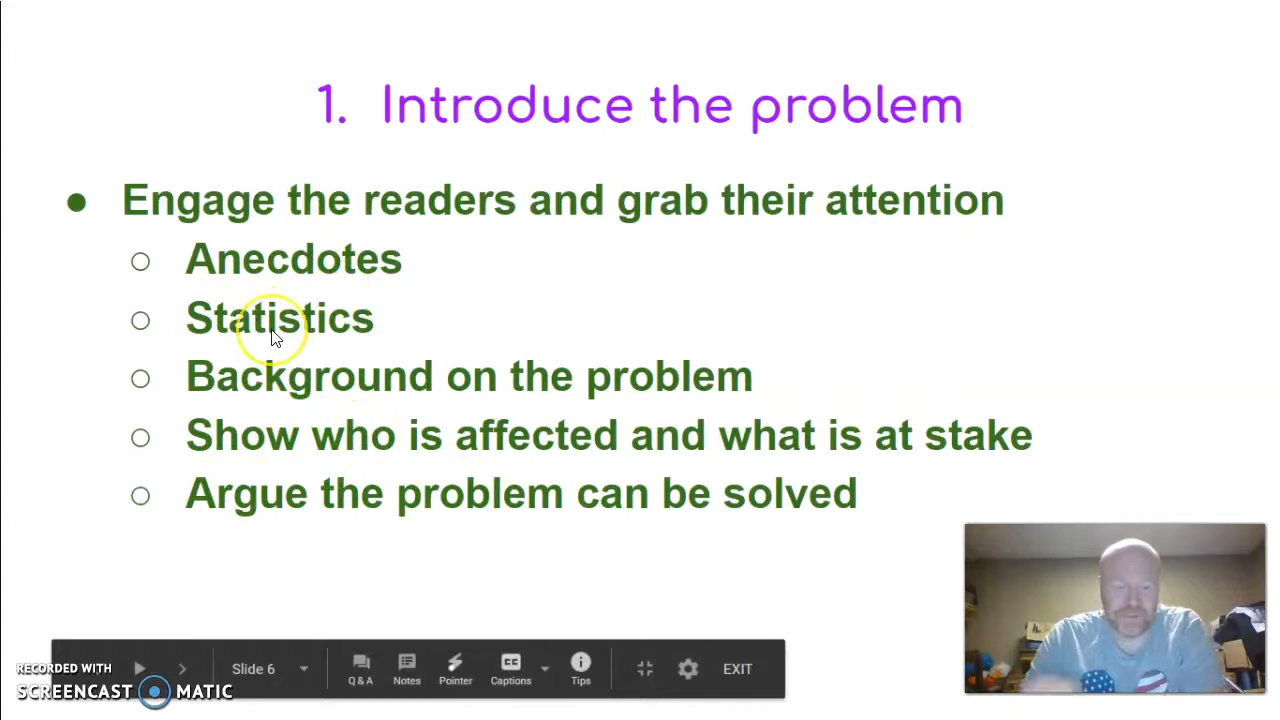 1. Introduce the problem
● Engage the readers and grab their attention
○ Anecdotes
○ Statistics
○ Background on the problem
○ Show who is affected and what is at stake
○ Argue the problem can be solved
Slide 6
Q & A
Notes
Pointer
CC
Captions
Tips
EXIT
RECORDED WITH
SCREENCAST MATIC